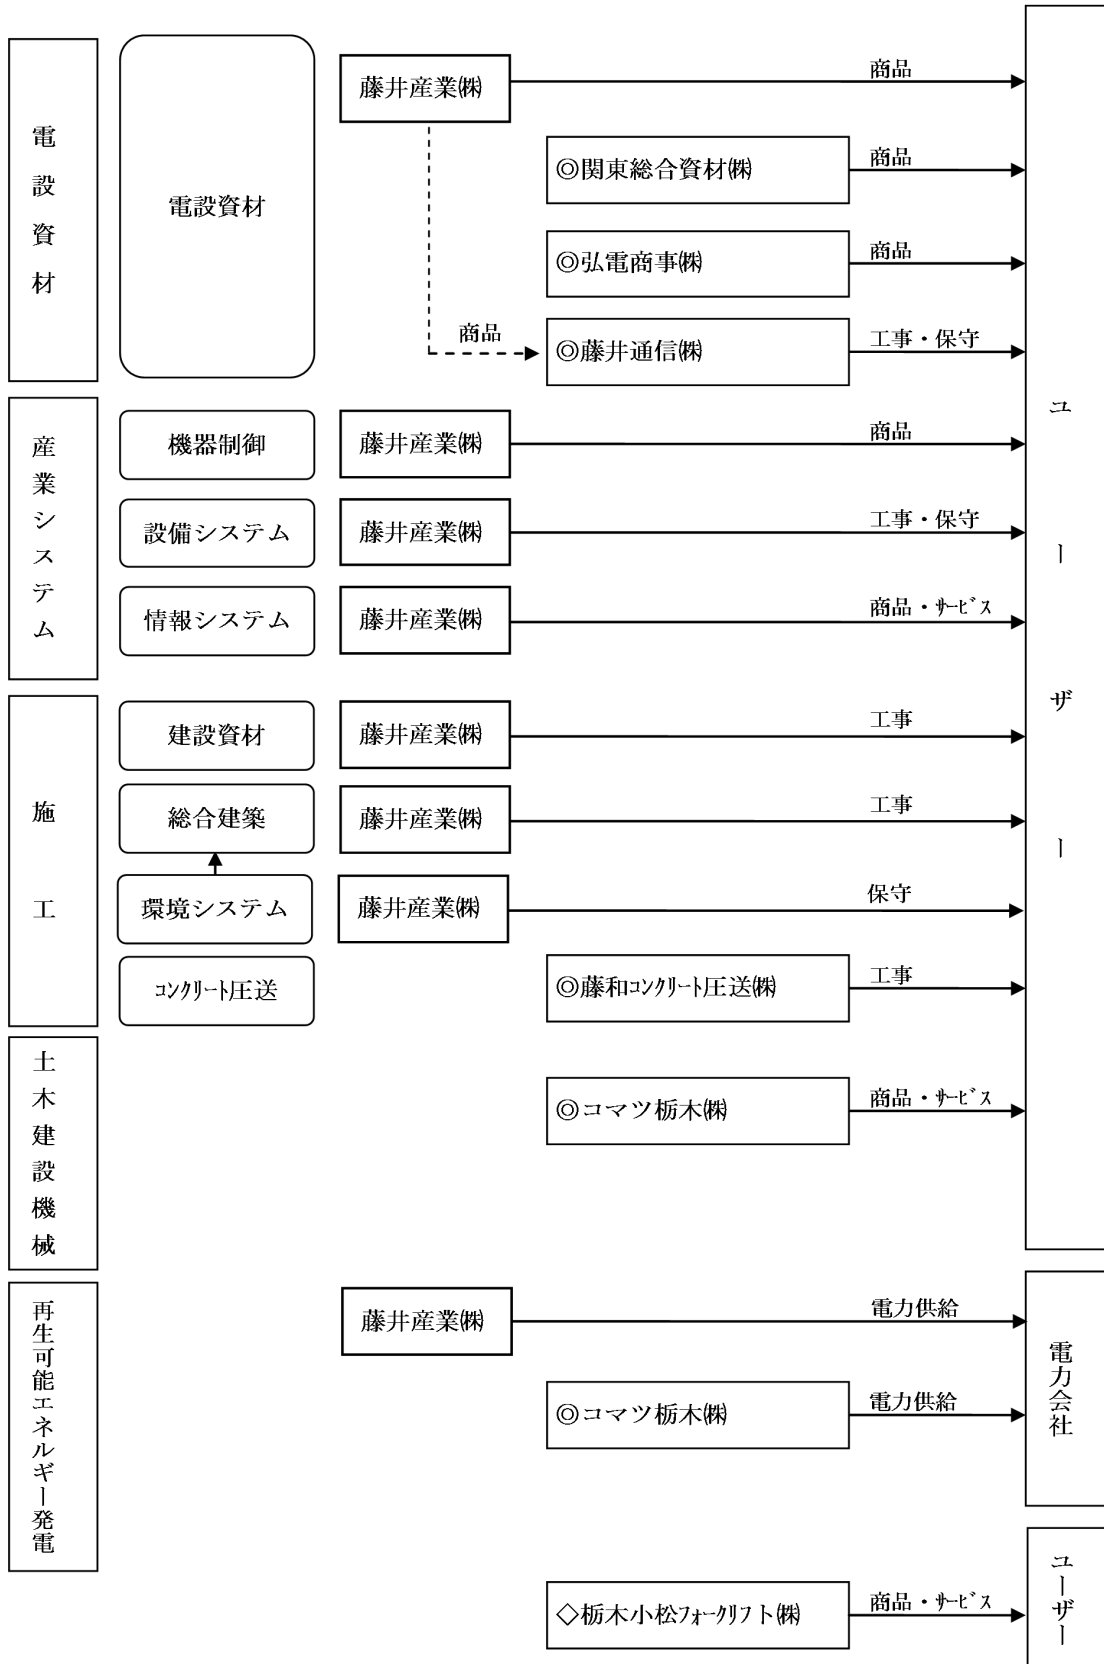 電設資材
電設資材
藤井産業㈱
商品
◎関東総合資材㈱
商品
◎弘電商事㈱
商品
商品
◎藤井通信㈱
工事・保守
ユーザー
産業システム
機器制御
藤井産業㈱
商品
設備システム
藤井産業㈱
工事・保守
情報システム
藤井産業㈱
商品・ｻｰﾋﾞｽ
施工
建設資材
藤井産業㈱
工事
総合建築
藤井産業㈱
工事
環境システム
藤井産業㈱
保守
ｺﾝｸﾘｰﾄ圧送
◎藤和ｺﾝｸﾘｰﾄ圧送㈱
工事
土木建設機械
◎コマツ栃木㈱
商品・ｻｰﾋﾞｽ
再生可能エネルギー発電
藤井産業㈱
電力供給
◎コマツ栃木㈱
電力供給
電力会社
◇栃木小松ﾌｫｰｸﾘﾌﾄ㈱
商品・ｻｰﾋﾞｽ
ユーザー